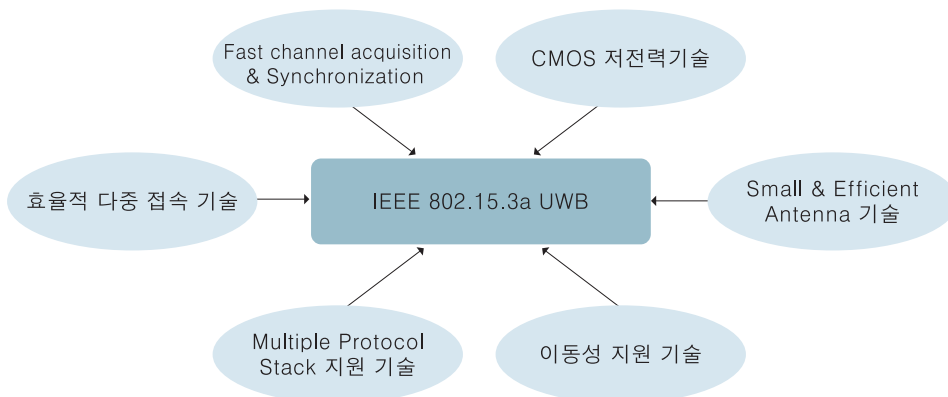 Fast channel acquisition
& Synchronization
CMOS 저전력기술
효율적 다중 접속 기술
IEEE 802.15.3a UWB
Small & Efficient
Antenna 기술
Multiple Protocol
Stack 지원 기술
이동성 지원 기술